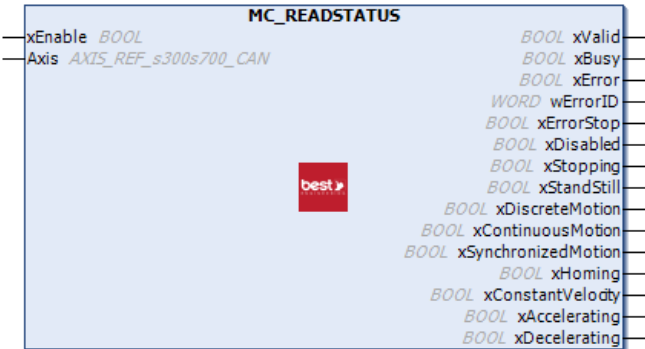 MC_READSTATUS
xEnable BOOL BOOL xValid
Axis AXIS_REF_s300s700_CAN BOOL xBusy
BOOL xError
WORD wErrorID
BOOL xErrorStop
BOOL xDisabled
BOOL xStopping
best BOOL xStandStill
BOOL xDiscreteMotion
BOOL xContinuousMotion
BOOL xSynchronizedMotion
BOOL xHoming
BOOL xConstantVelocity
BOOL xAccelerating
BOOL xDecelerating